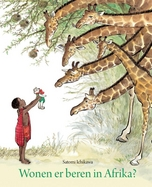 Satomi Ichikawa
Wonen er beren in Afrika?